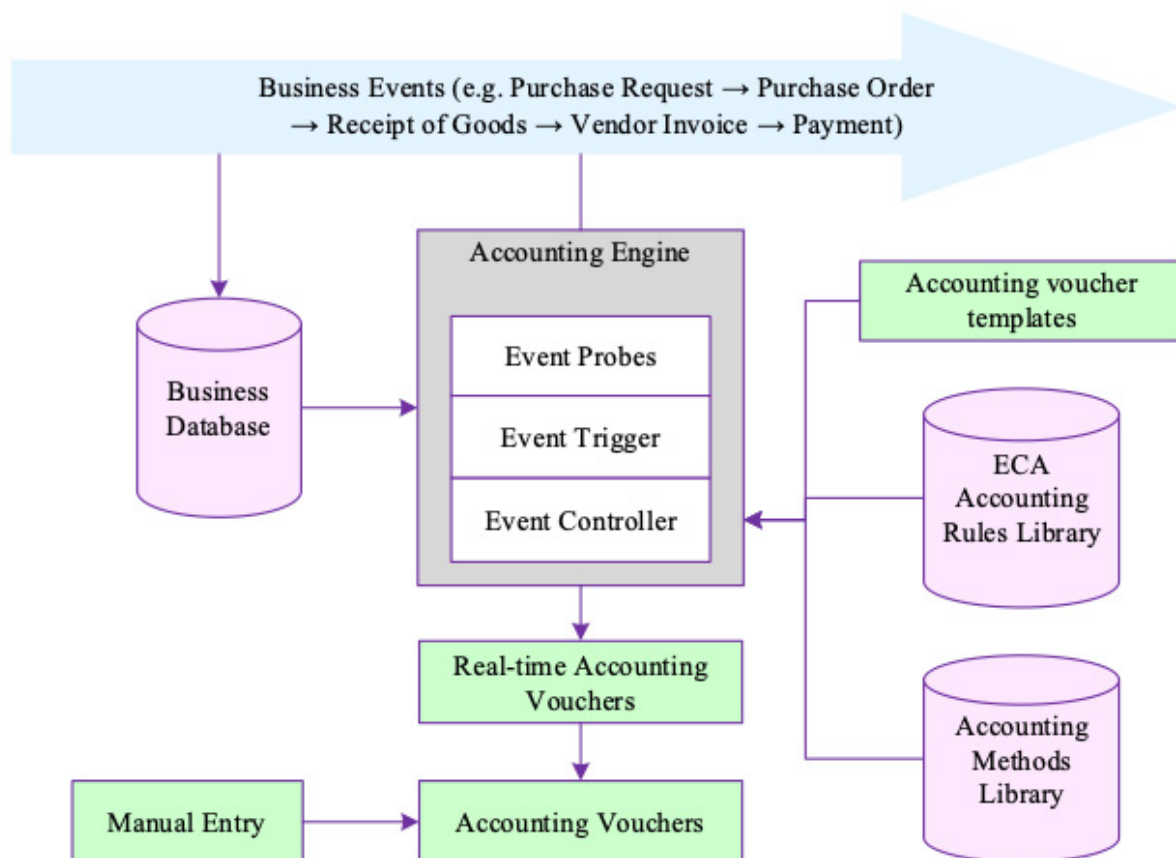 Business Events (e.g. Purchase Request → Purchase Order
→ Receipt of Goods → Vendor Invoice → Payment)
Accounting Engine
Event Probes
Event Trigger
Event Controller
Business
Database
Accounting voucher
templates
ECA
Accounting
Rules Library
Accounting
Methods
Library
Real-time Accounting
Vouchers
Manual Entry
Accounting Vouchers